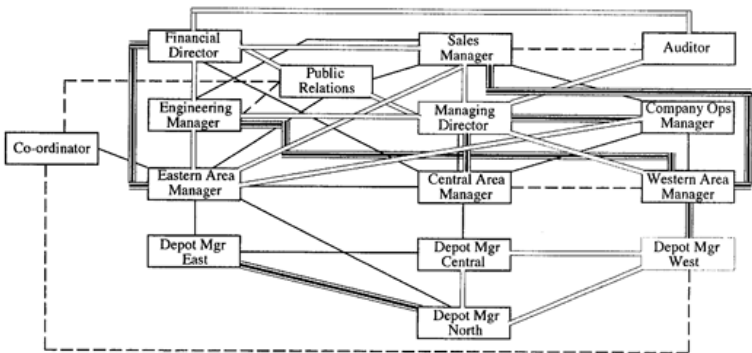 Financial
Director
Sales
Manager
Auditor
Public
Relations
Engineering
Manager
Managing
Director
Company Ops
Manager
Co-ordinator
Eastern Area
Manager
Central Area
Manager
Western Area
Manager
Depot Mgr
East
Depot Mgr
Central
Depot Mgr
West
Depot Mgr
North